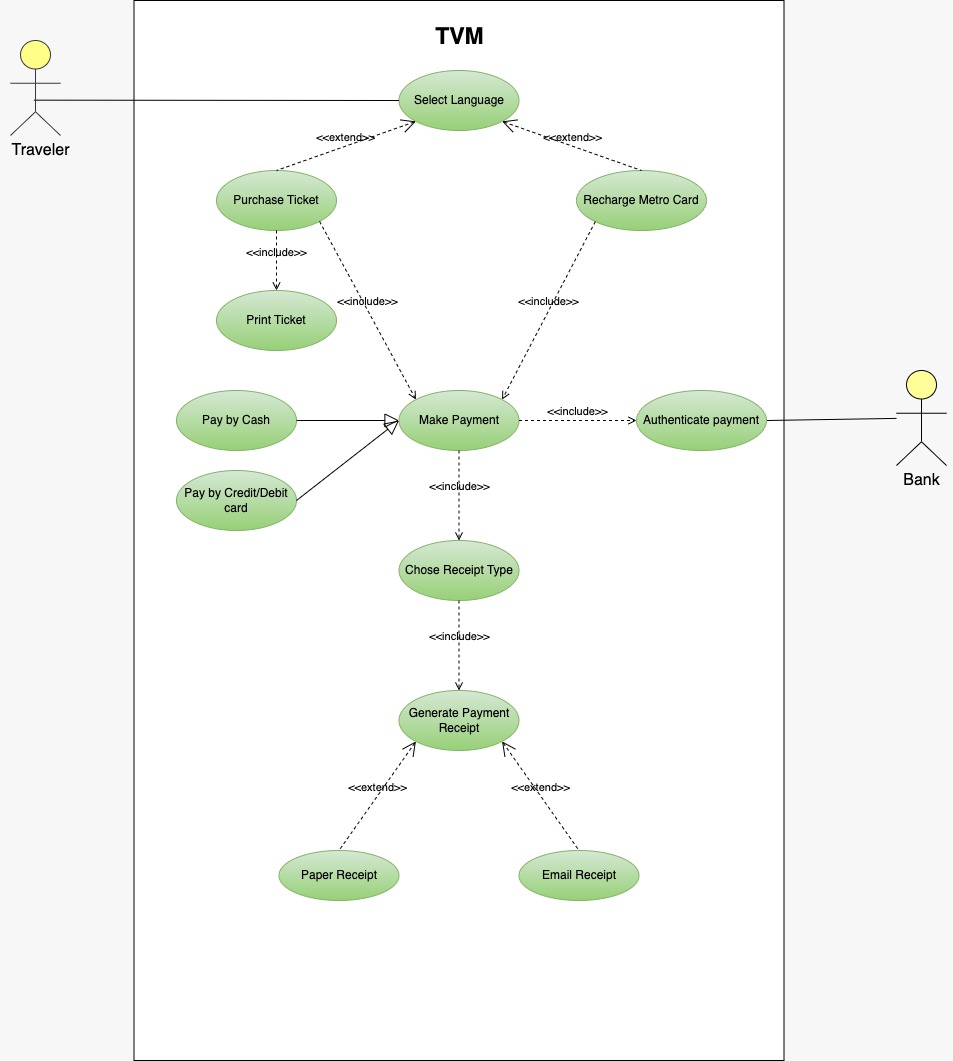 TVM
Select Language
Traveler
<<extend>>
<<extend>>
Purchase Ticket
Recharge Metro Card
<<include>>
<<include>>
<<include>>
Print Ticket
Pay by Cash
Make Payment
<<include>>
Authenticate payment
Bank
Pay by Credit/Debit
card
<<include>>
Chose Receipt Type
<<include>>
Generate Payment
Receipt
<<extend>>
<<extend>>
Paper Receipt
Email Receipt